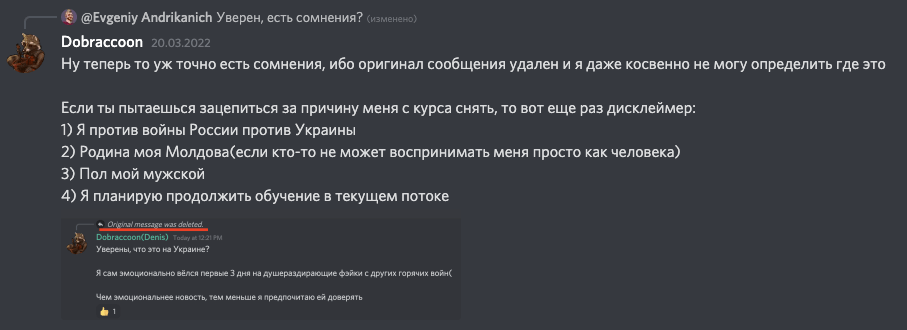 @Evgeniy Andrikanich Уверен, есть сомнения? (изменено)
Dobraccoon 20.03.2022
Ну теперь то уж точно есть сомнения, ибо оригинал сообщения удален и я даже косвенно не могу определить где это
Если ты пытаешься зацепиться за причину меня с курса снять, то вот еще раз дисклеймер:
1) Я против войны России против Украины
2) Родина моя Молдова(если кто-то не может воспринимать меня просто как человека)
3) Пол мой мужской
4) Я планирую продолжить обучение в текущем потоке
Original message was deleted.
Dobraccoon(Denis) Today at 12:21 PM
Уверены, что это на Украине?
Я сам эмоционально вёлся первые 3 дня на душераздирающие фэйки с других горячих войн(
Чем эмоциональнее новость, тем меньше я предпочитаю ей доверять
1